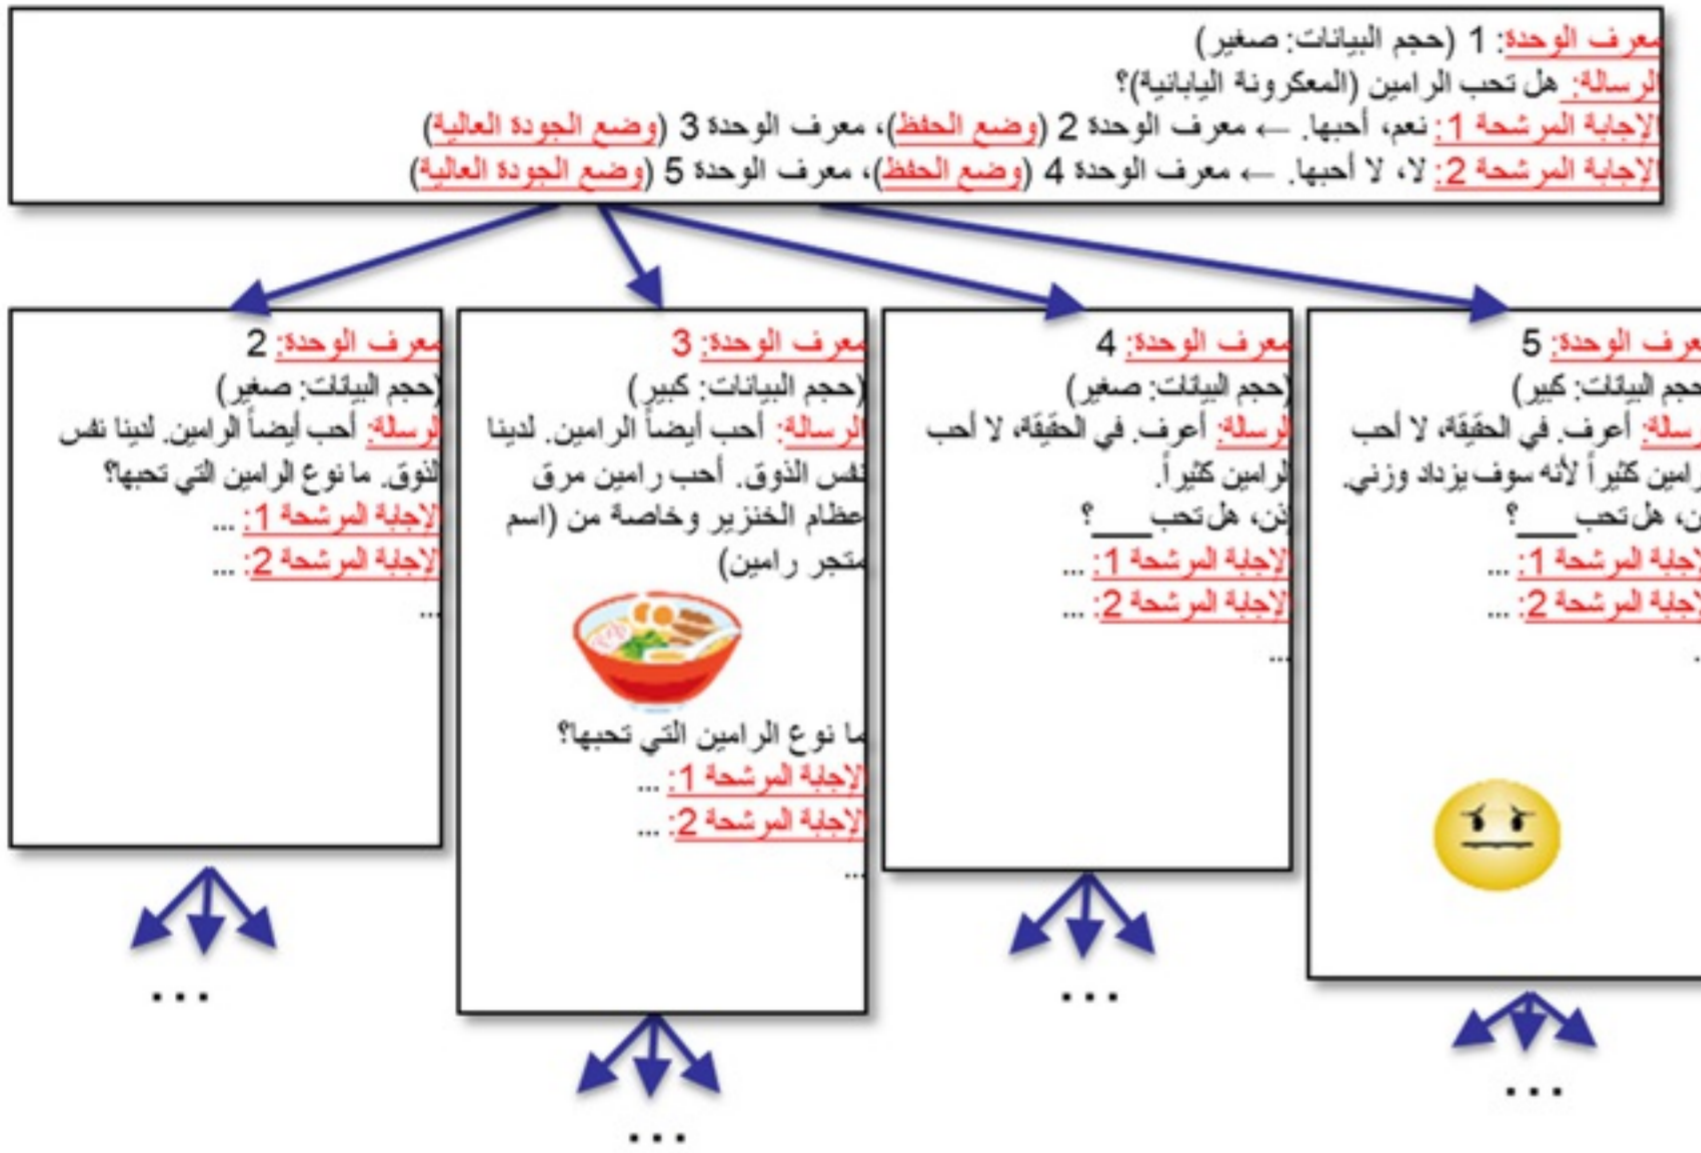 معرف الوحدة: 1 (حجم البيانات: صغير)
الرسالة: هل تحب الرامين (المعكرونة اليابانية)؟
الإجابة المرشحة 1: نعم، أحبها. ← معرف الوحدة 2 (وضع الحفظ)، معرف الوحدة 3 (وضع الجودة العالية)
الإجابة المرشحة 2: لا، لا أحبها. ← معرف الوحدة 4 (وضع الحفظ)، معرف الوحدة 5 (وضع الجودة العالية)
معرف الوحدة: 2
(حجم البيانات: صغير)
الرسالة: أحب أيضاً الرامين. لدينا نفس
الذوق. ما نوع الرامين التي تحبها؟
الإجابة المرشحة 1: ...
الإجابة المرشحة 2: ...
...
...
معرف الوحدة: 3
(حجم البيانات: كبير)
الرسالة: أحب أيضاً الرامين. لدينا
نفس الذوق. أحب رامين مرق
عظام الخنزير وخاصة من (اسم
متجر رامين)
ما نوع الرامين التي تحبها؟
الإجابة المرشحة 1: ...
الإجابة المرشحة 2: ...
...
...
معرف الوحدة: 4
(حجم البيانات: صغير)
الرسالة: أعرف. في الحقيقة، لا أحب
الرامين كثيراً.
إذن، هل تحب____؟
الإجابة المرشحة 1: ...
الإجابة المرشحة 2: ...
...
...
معرف الوحدة: 5
(حجم البيانات: كبير)
الرسالة: أعرف. في الحقيقة، لا أحب
الرامين كثيراً لأنه سوف يزداد وزني.
إذن، هل تحب____؟
الإجابة المرشحة 1: ...
الإجابة المرشحة 2: ...
...
...